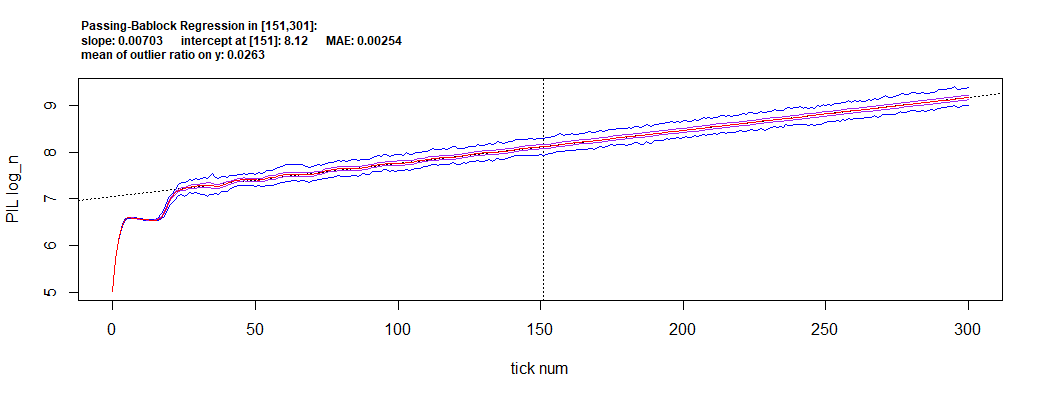 Passing-Bablock Regression in [151,301]:
slope: 0.00703 intercept at [151]: 8.12 MAE: 0.00254
mean of outlier ratio on y: 0.0263
PIL log_n
9
8
7
6
5
0 50 100 150 200 250 300
tick num